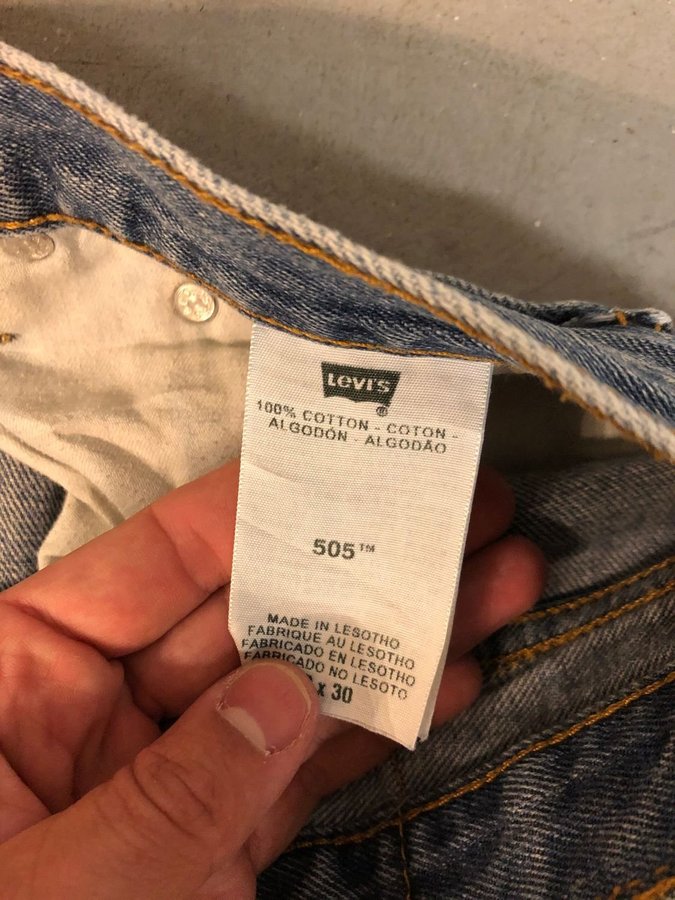 Levi's
100% COTTON - COTON -
ALGODÓN - ALGODÃO
505™
MADE IN LESOTHO
FABRIQUE AU LESOTHO
FABRICADO EN LESOTHO
FABRICADO NO LESOTO
x 30